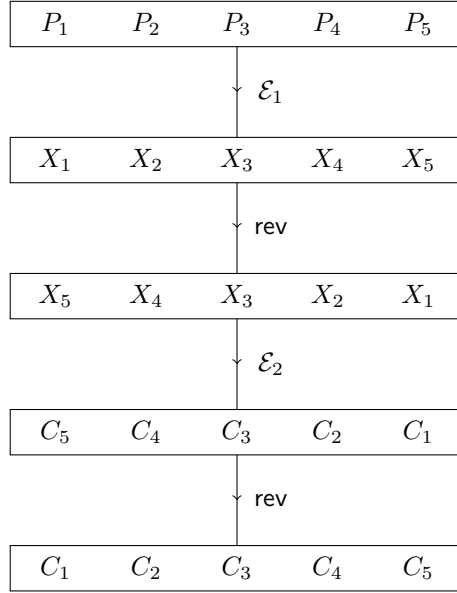 P₁ P₂ P₃ P₄ P₅
ℰ₁
X₁ X₂ X₃ X₄ X₅
rev
X₅ X₄ X₃ X₂ X₁
ℰ₂
C₅ C₄ C₃ C₂ C₁
rev
C₁ C₂ C₃ C₄ C₅